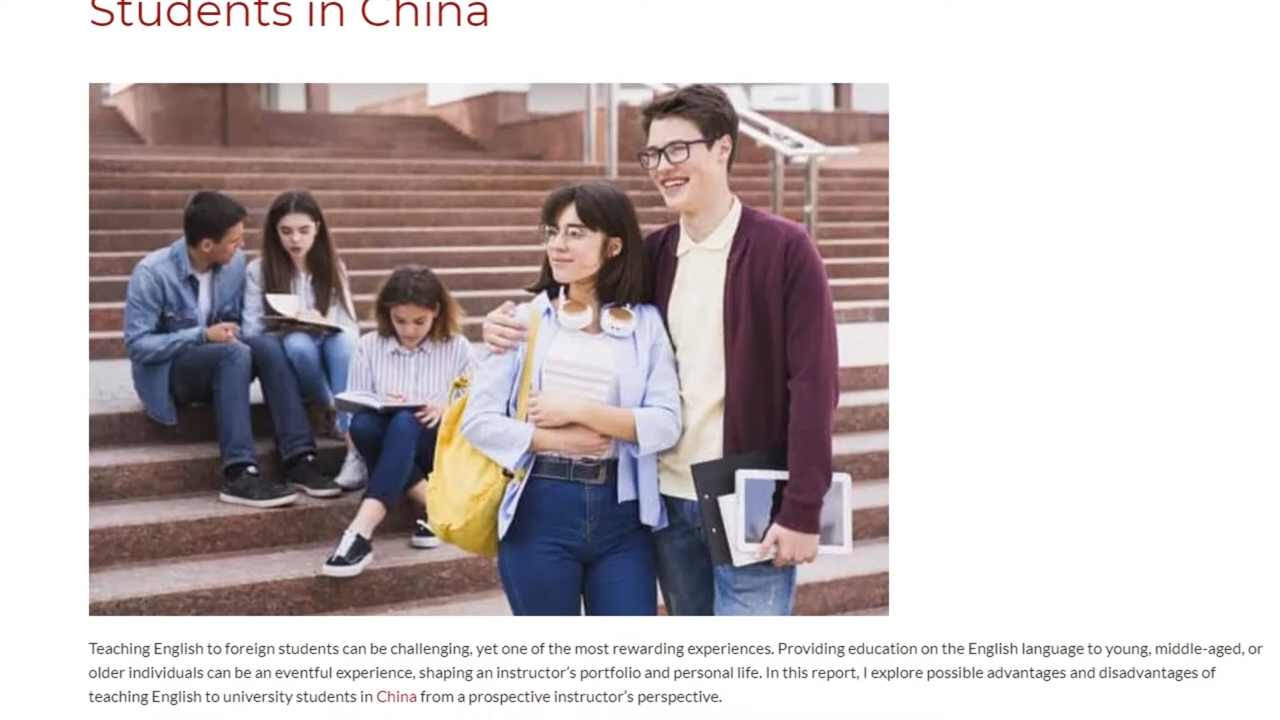 Students in China
Teaching English to foreign students can be challenging, yet one of the most rewarding experiences. Providing education on the English language to young, middle-aged, or
older individuals can be an eventful experience, shaping an instructor’s portfolio and personal life. In this report, I explore possible advantages and disadvantages of
teaching English to university students in China from a prospective instructor’s perspective.